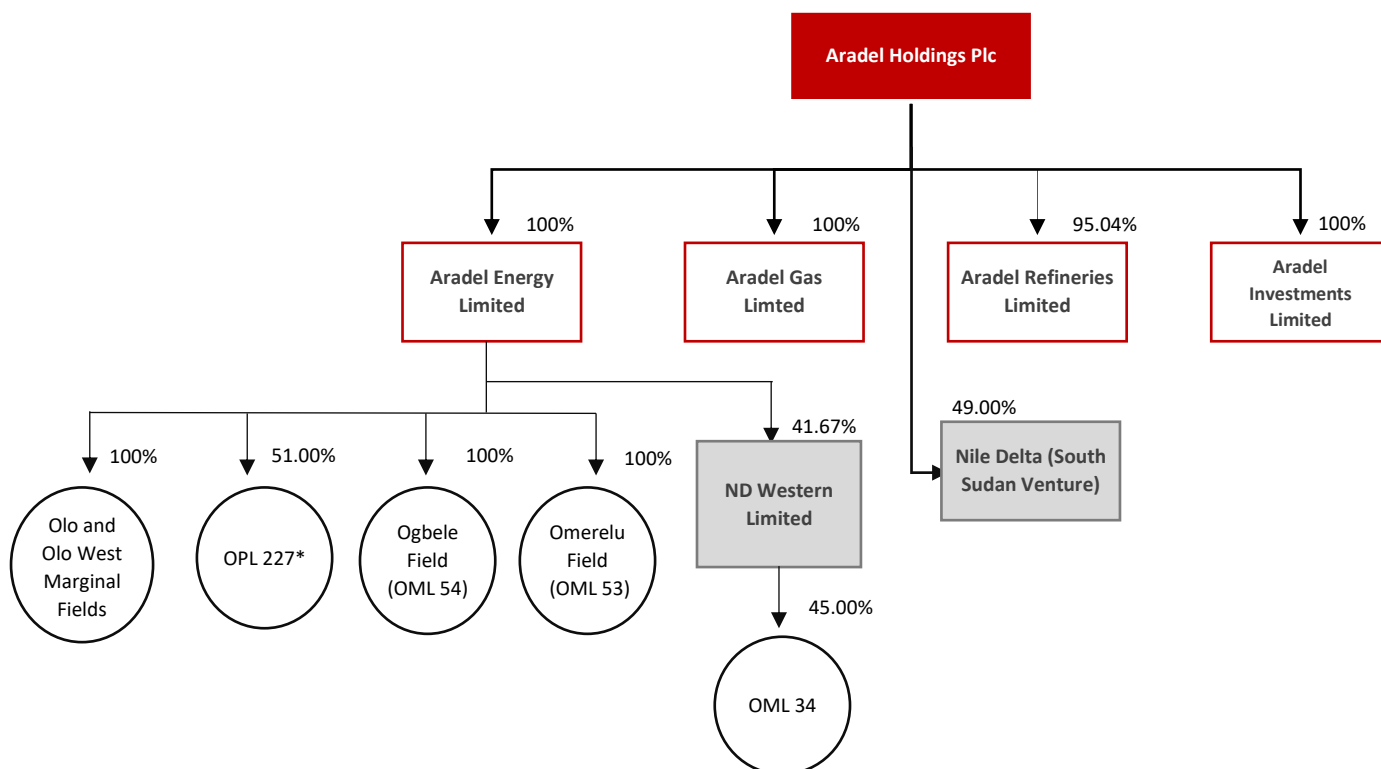 Aradel Holdings Plc
100%
100%
95.04%
100%
Aradel Energy
Limited
Aradel Gas
Limted
Aradel Refineries
Limited
Aradel
Investments
Limited
100%
51.00%
100%
100%
41.67%
49.00%
Olo and
Olo West
Marginal
Fields
OPL 227*
Ogbele
Field
(OML 54)
Omerelu
Field
(OML 53)
ND Western
Limited
Nile Delta (South
Sudan Venture)
45.00%
OML 34